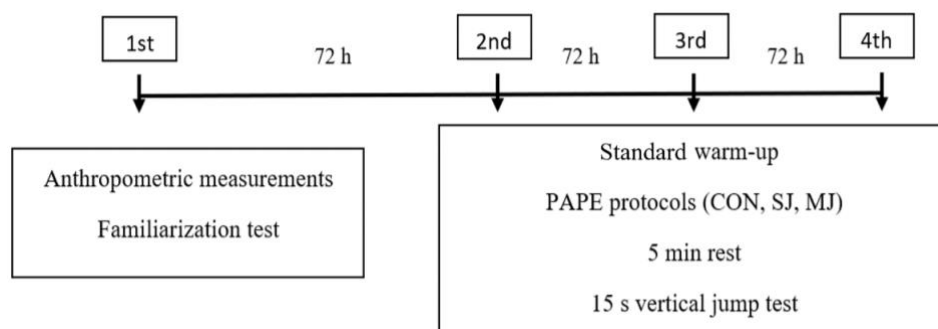 1st
2nd
3rd
4th
72 h
72 h
72 h
Anthropometric measurements
Familiarization test
Standard warm-up
PAPE protocols (CON, SJ, MJ)
5 min rest
15 s vertical jump test